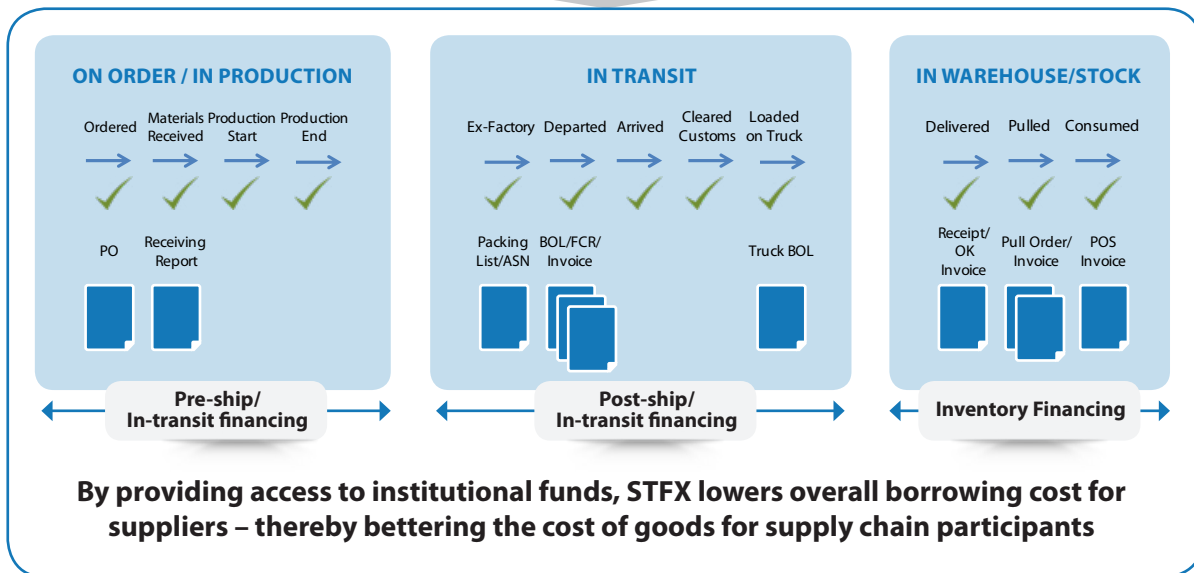 ON ORDER / IN PRODUCTION
Ordered
Materials
Received
Production
Start
Production
End
PO
Receiving
Report
Pre-ship/
In-transit financing
IN TRANSIT
Ex-Factory
Departed
Arrived
Cleared
Customs
Loaded
on Truck
Packing
List/ASN
BOL/FCR/
Invoice
Truck BOL
Post-ship/
In-transit financing
IN WAREHOUSE/STOCK
Delivered
Pulled
Consumed
Receipt/
OK
Invoice
Pull Order/
Invoice
POS
Invoice
Inventory Financing
By providing access to institutional funds, STFX lowers overall borrowing cost for
suppliers – thereby bettering the cost of goods for supply chain participants